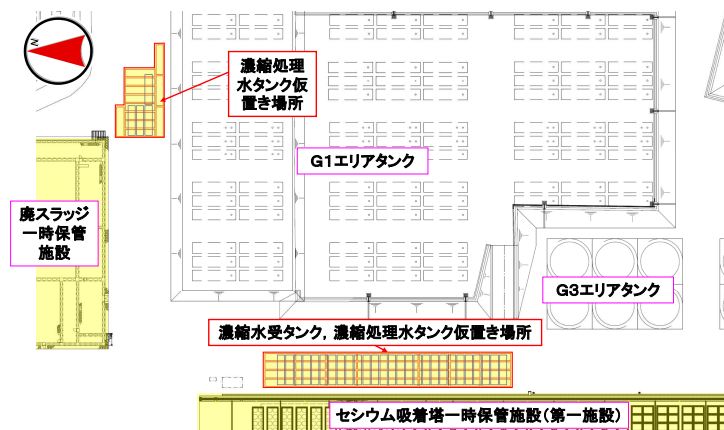 N
濃縮処理
水タンク仮
置き場所
G1エリアタンク
廃スラッジ
一時保管
施設
G3エリアタンク
濃縮水受タンク，濃縮処理水タンク仮置き場所
セシウム吸着塔一時保管施設(第一施設)